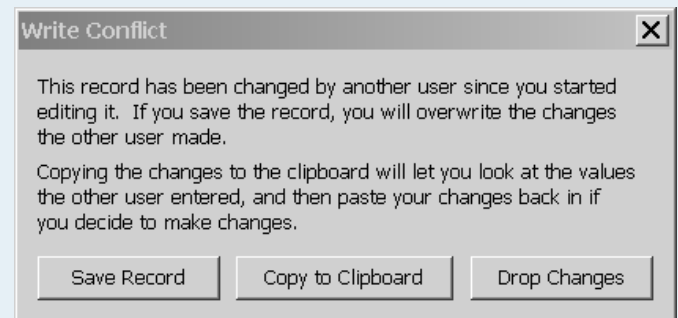 Write Conflict
This record has been changed by another user since you started
editing it.  If you save the record, you will overwrite the changes
the other user made.
Copying the changes to the clipboard will let you look at the values
the other user entered, and then paste your changes back in if
you decide to make changes.
Save Record
Copy to Clipboard
Drop Changes